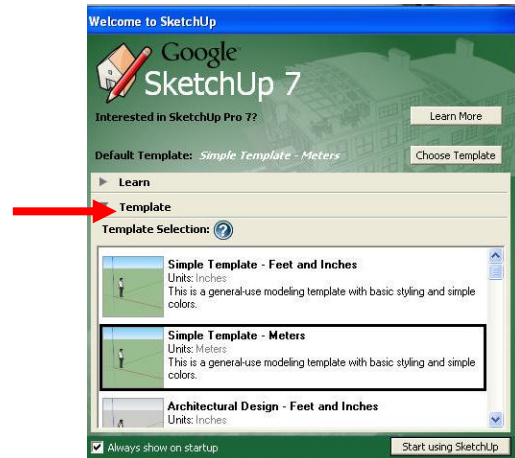 Welcome to SketchUp
Google
SketchUp 7
Interested in SketchUp Pro 7?
Learn More
Default Template: Simple Template - Meters
Choose Template
Learn
Template
Template Selection: ?
Simple Template - Feet and Inches
Units: Inches
This is a general-use modeling template with basic styling and simple
colors.
Simple Template - Meters
Units: Meters
This is a general-use modeling template with basic styling and simple
colors.
Architectural Design - Feet and Inches
Units: Inches
Always show on startup
Start using SketchUp